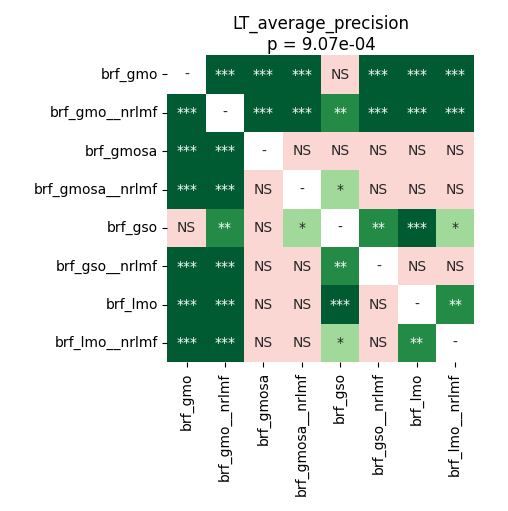 LT_average_precision
p = 9.07e-04
brf_gmo - *** *** *** NS *** *** ***
brf_gmo__nrlmf *** - *** *** ** *** *** ***
brf_gmosa *** *** - NS NS NS NS NS
brf_gmosa__nrlmf *** *** NS - * NS NS NS
brf_gso NS ** NS * - ** *** *
brf_gso__nrlmf *** *** NS NS ** - NS NS
brf_lmo *** *** NS NS *** NS - **
brf_lmo__nrlmf *** *** NS NS * NS ** -
brf_gmo
brf_gmo__nrlmf
brf_gmosa
brf_gmosa__nrlmf
brf_gso
brf_gso__nrlmf
brf_lmo
brf_lmo__nrlmf